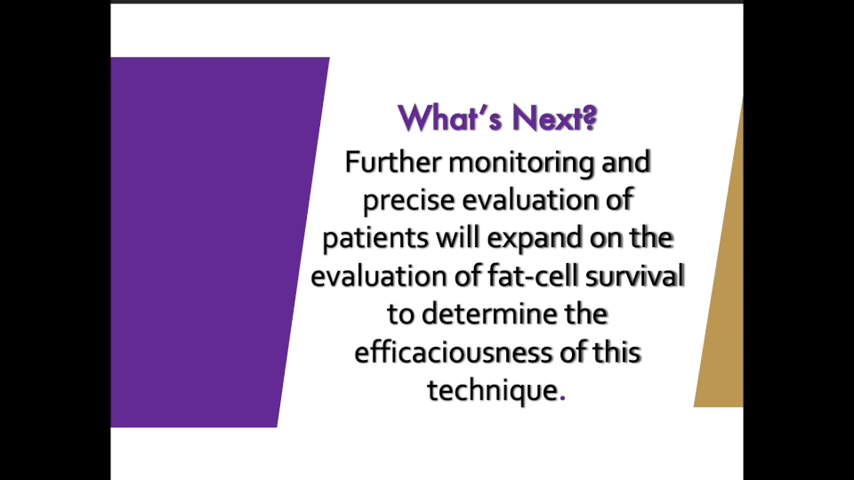 What's Next?
Further monitoring and
precise evaluation of
patients will expand on the
evaluation of fat-cell survival
to determine the
efficaciousness of this
technique.